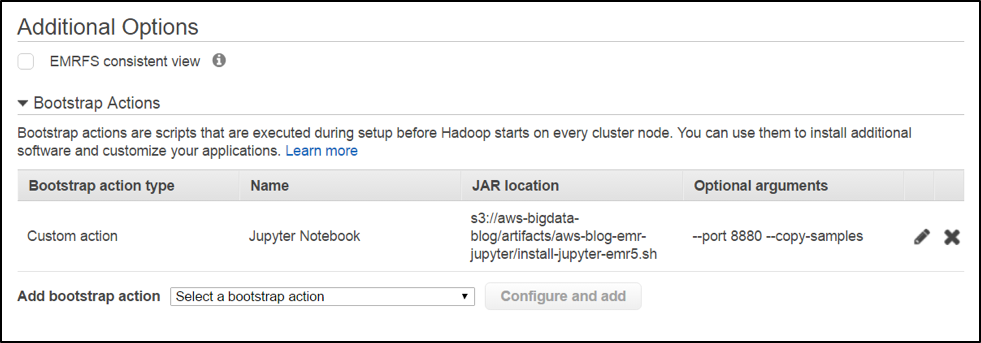 Additional Options
EMRFS consistent view
Bootstrap Actions
Bootstrap actions are scripts that are executed during setup before Hadoop starts on every cluster node. You can use them to install additional
software and customize your applications. Learn more
Bootstrap action type Name JAR location Optional arguments
Custom action Jupyter Notebook s3://aws-bigdata-
blog/artifacts/aws-blog-emr-
jupyter/install-jupyter-emr5.sh --port 8880 --copy-samples
Add bootstrap action Select a bootstrap action Configure and add